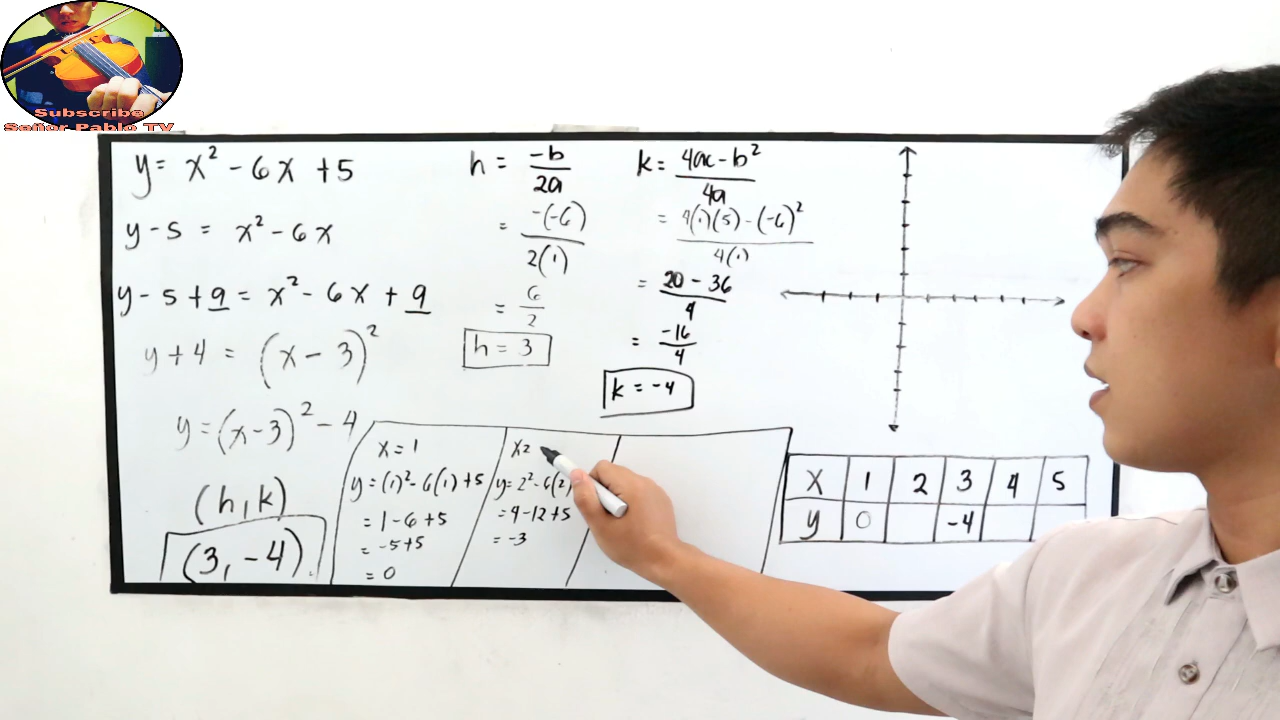 Subscribe
Señor Pablo TV
y = x² - 6x + 5
y - 5 = x² - 6x
y - 5 + 9 = x² - 6x + 9
y + 4 = (x - 3)²
y = (x - 3)² - 4
(h, k)
(3, -4)
h = -b/2a
= -(-6)/2(1)
= 6/2
h = 3
k = 4ac - b²/4a
= 4(1)(5) - (-6)²/4(1)
= 20 - 36/4
= -16/4
k = -4
x = 1
y = (1)² - 6(1) + 5
= 1 - 6 + 5
= -5 + 5
= 0
x =
y = 2² - 6(2)
= 4 - 12 + 5
= -3
x 1 2 3 4 5
y 0 -4